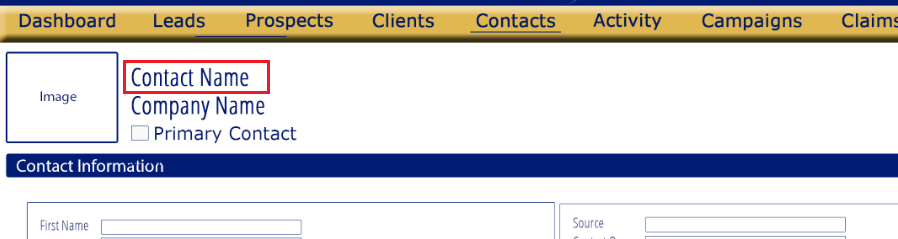 Dashboard Leads Prospects Clients Contacts Activity Campaigns Claims
Image
Contact Name
Company Name
Primary Contact
Contact Information
First Name
Source